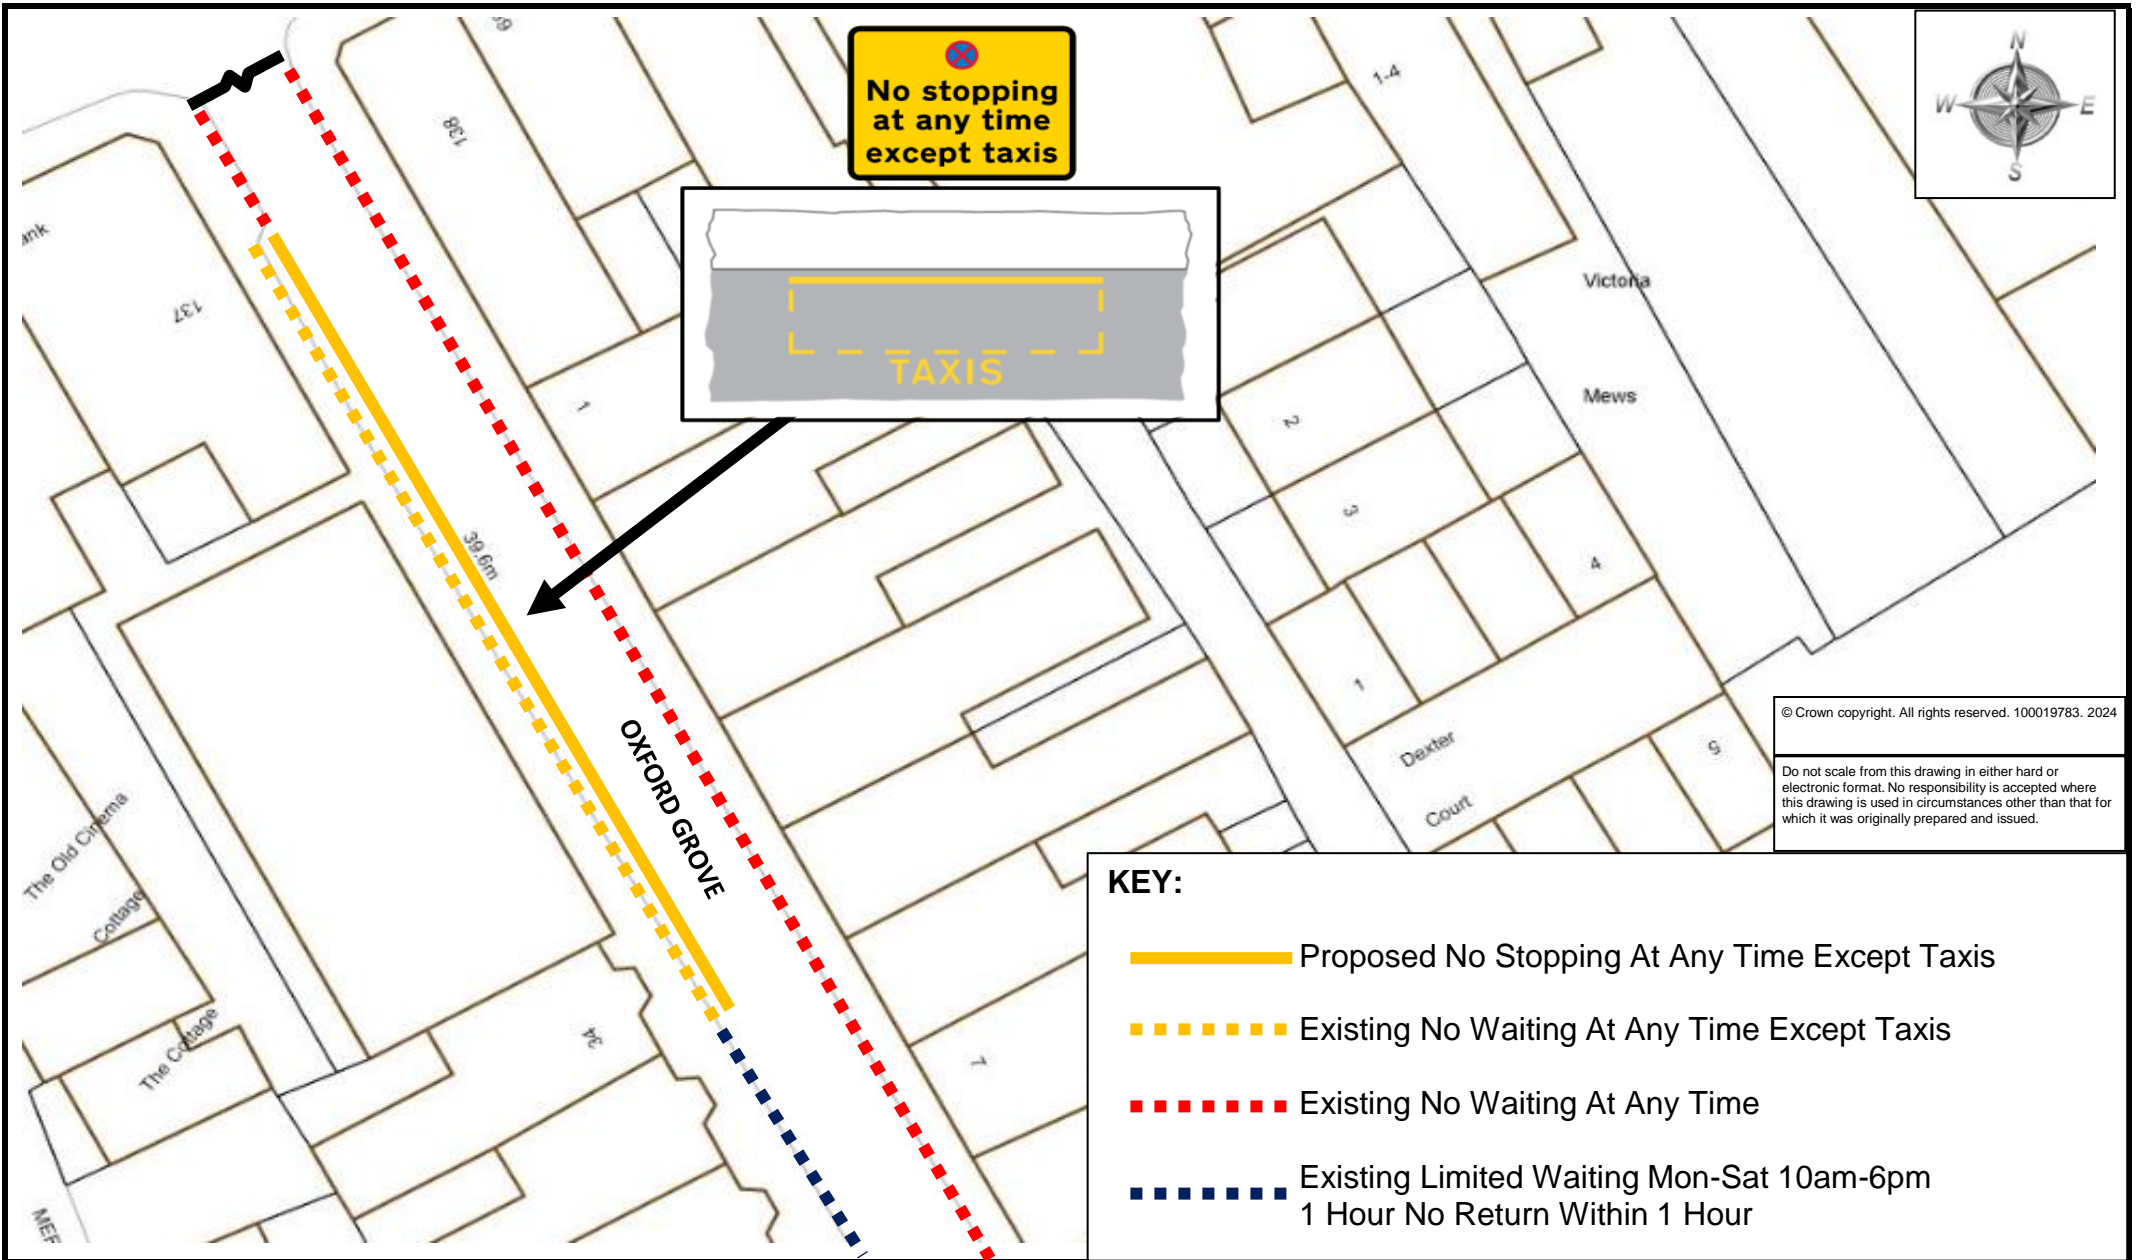 39
138
1-4
N
W
E
S
No stopping
at any time
except taxis
ank
137
TAXIS
Victoria
Mews
1
2
3
4
39.6m
1
5
Dexter
Court
OXFORD GROVE
The Old Cinema
Cottage
The Cottage
34
7
MER
© Crown copyright. All rights reserved. 100019783. 2024
Do not scale from this drawing in either hard or
electronic format. No responsibility is accepted where
this drawing is used in circumstances other than that for
which it was originally prepared and issued.
KEY:
Proposed No Stopping At Any Time Except Taxis
Existing No Waiting At Any Time Except Taxis
Existing No Waiting At Any Time
Existing Limited Waiting Mon-Sat 10am-6pm
1 Hour No Return Within 1 Hour